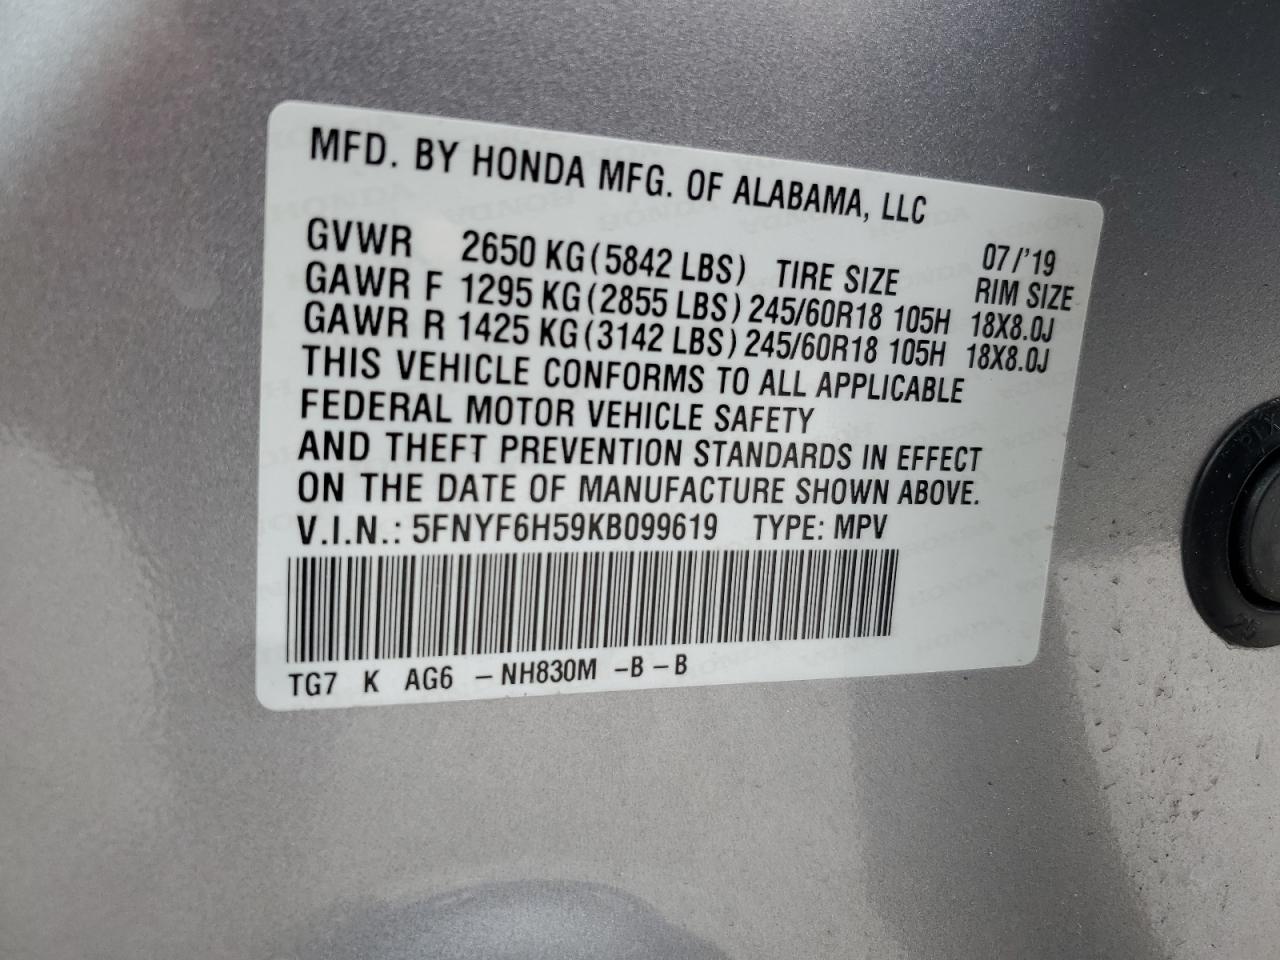 MFD. BY HONDA MFG. OF ALABAMA, LLC
07/'19
GVWR 2650 KG (5842 LBS) TIRE SIZE RIM SIZE
GAWR F 1295 KG (2855 LBS) 245/60R18 105H 18X8.0J
GAWR R 1425 KG (3142 LBS) 245/60R18 105H 18X8.0J
THIS VEHICLE CONFORMS TO ALL APPLICABLE
FEDERAL MOTOR VEHICLE SAFETY
AND THEFT PREVENTION STANDARDS IN EFFECT
ON THE DATE OF MANUFACTURE SHOWN ABOVE.
V.I.N.: 5FNYF6H59KB099619 TYPE: MPV
TG7 K AG6 – NH830M – B – B